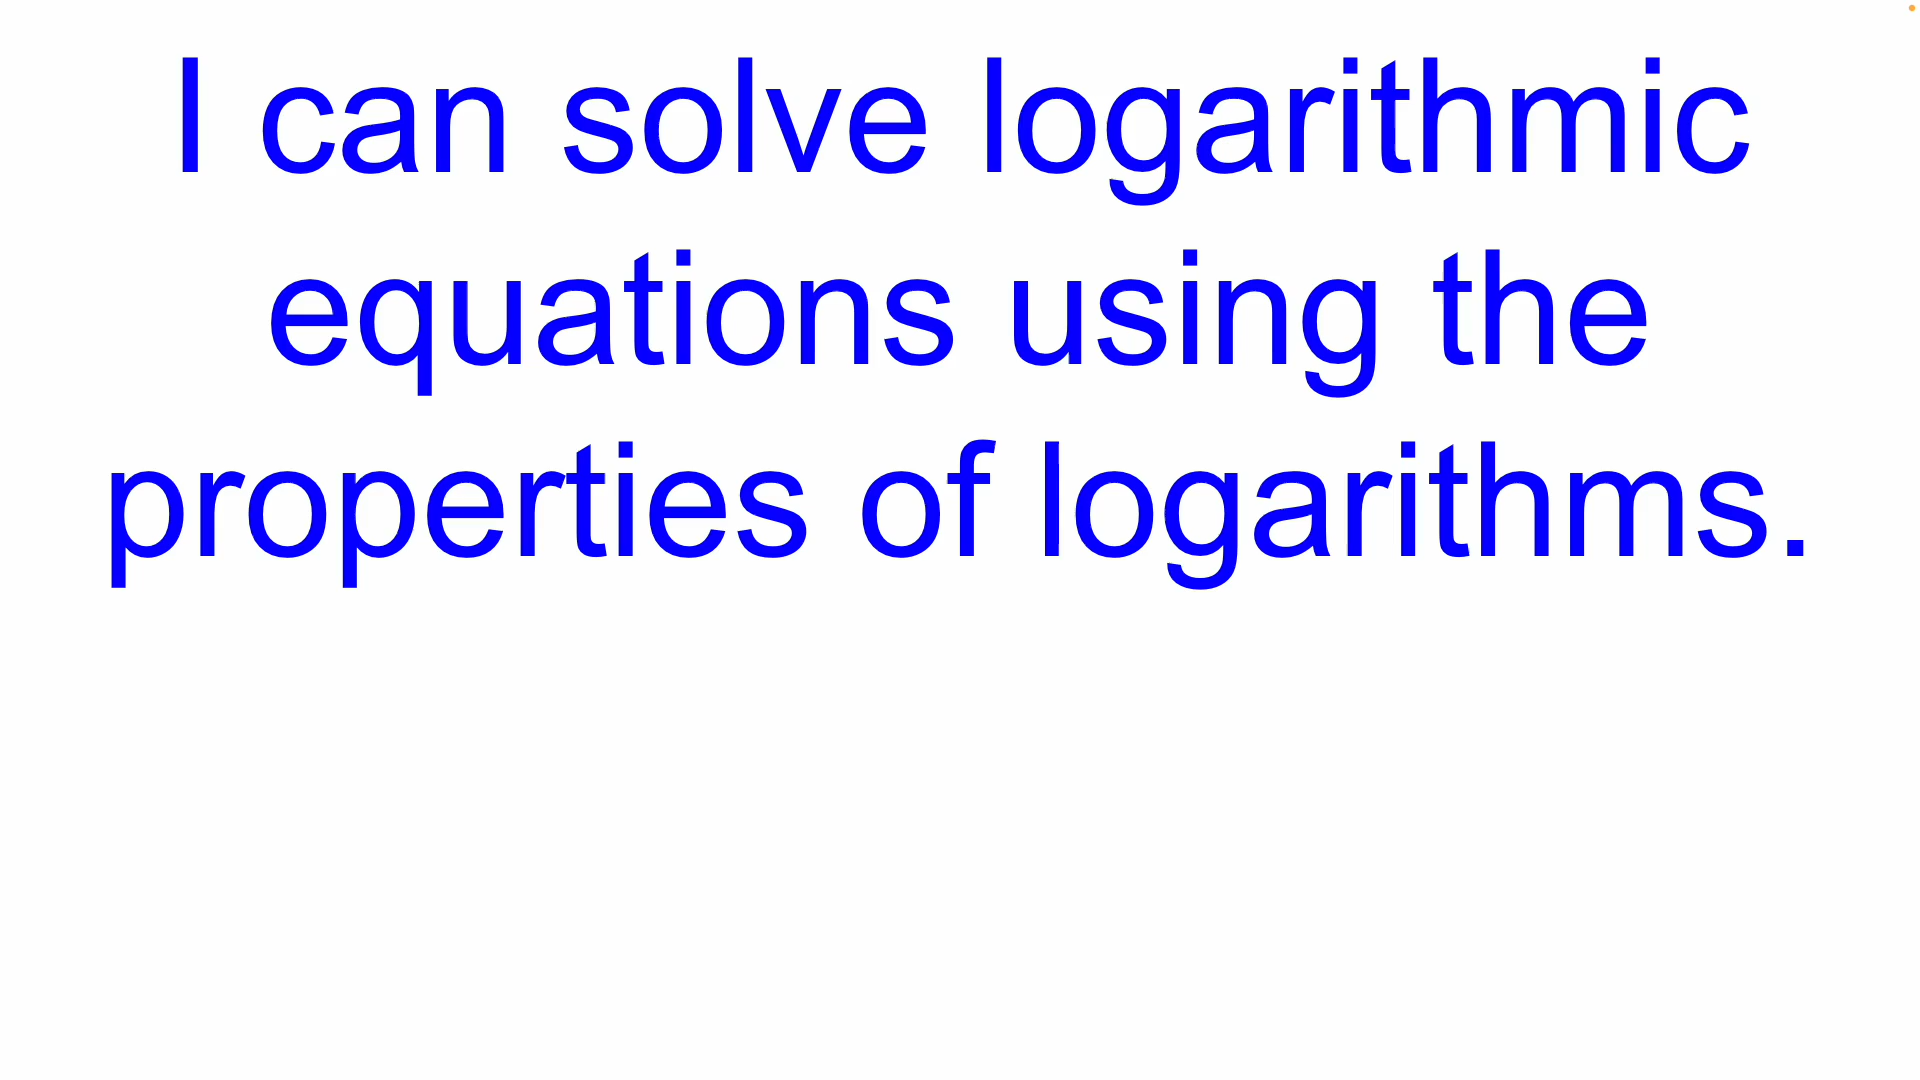 I can solve logarithmic
equations using the
properties of logarithms.